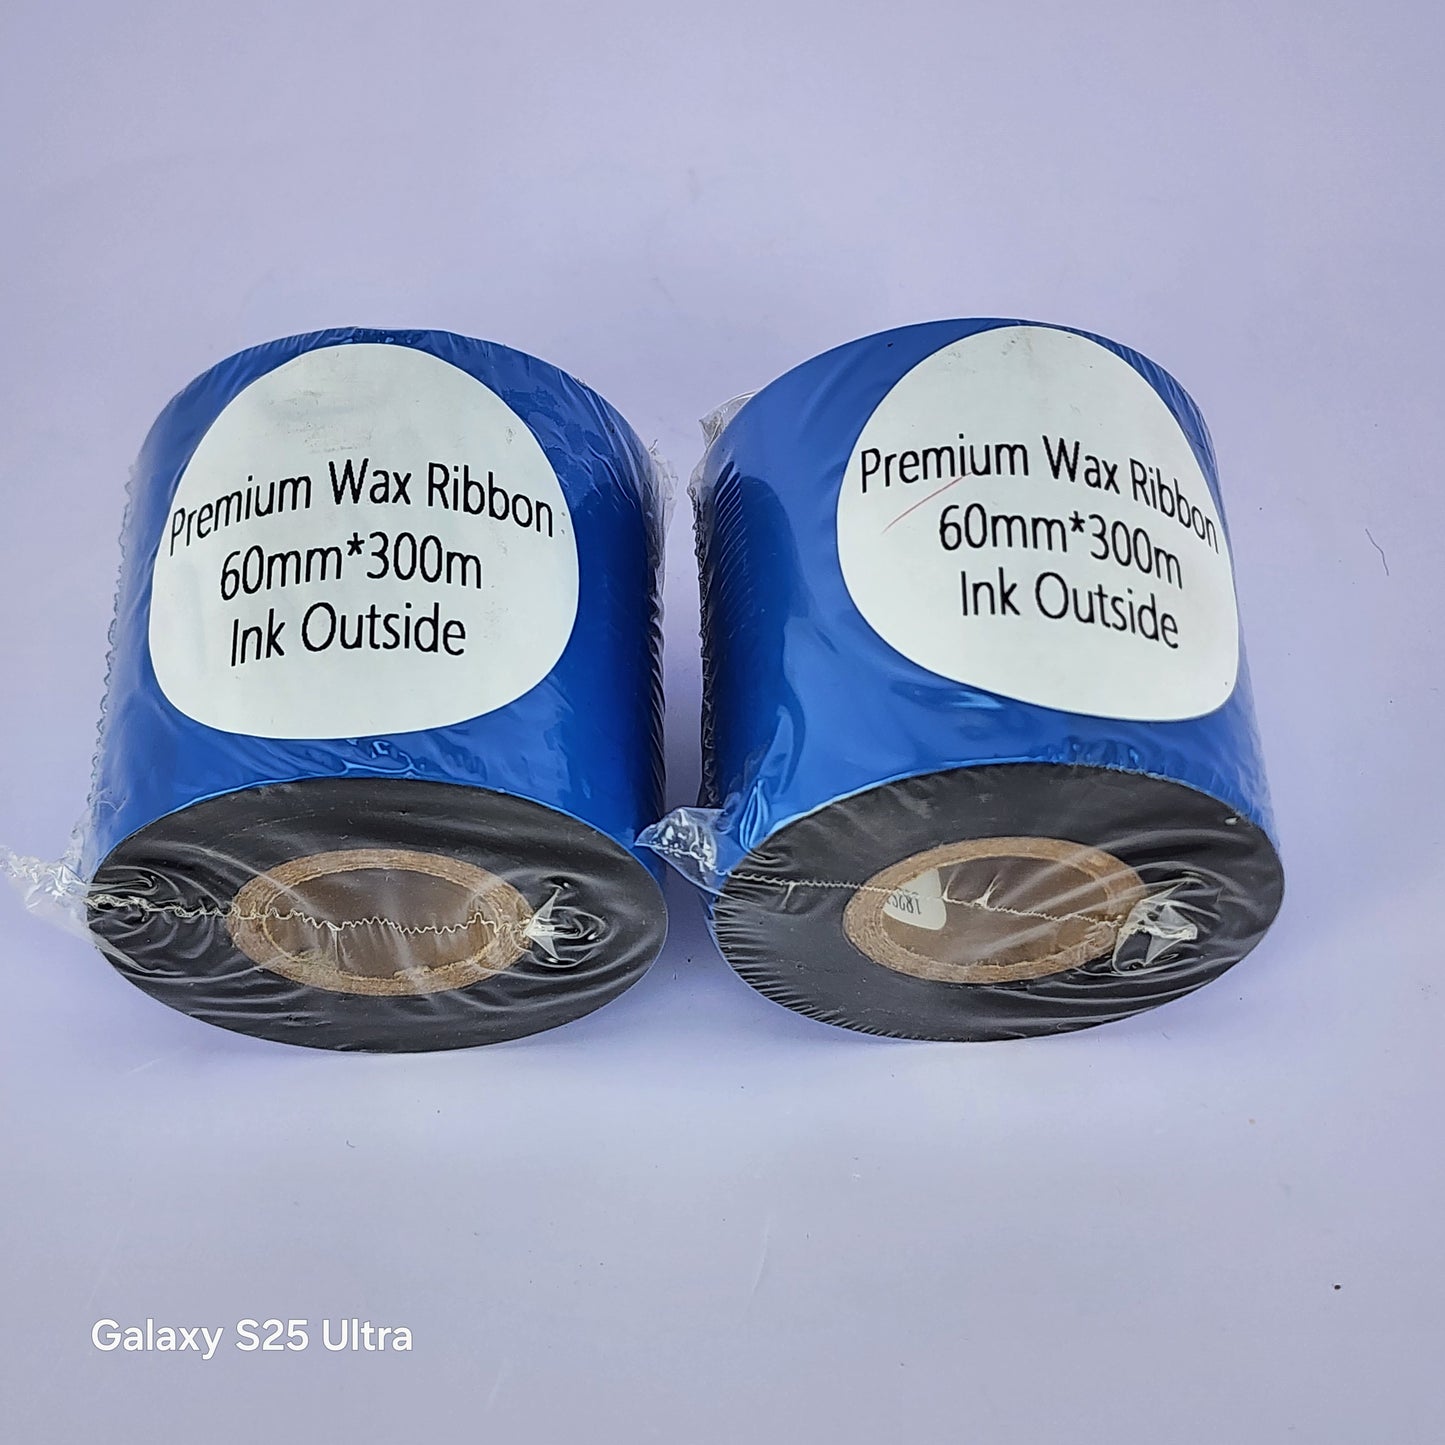 Premium Wax Ribbon
60mm*300m
Ink Outside
Premium Wax Ribbon
60mm*300m
Ink Outside
Galaxy S25 Ultra